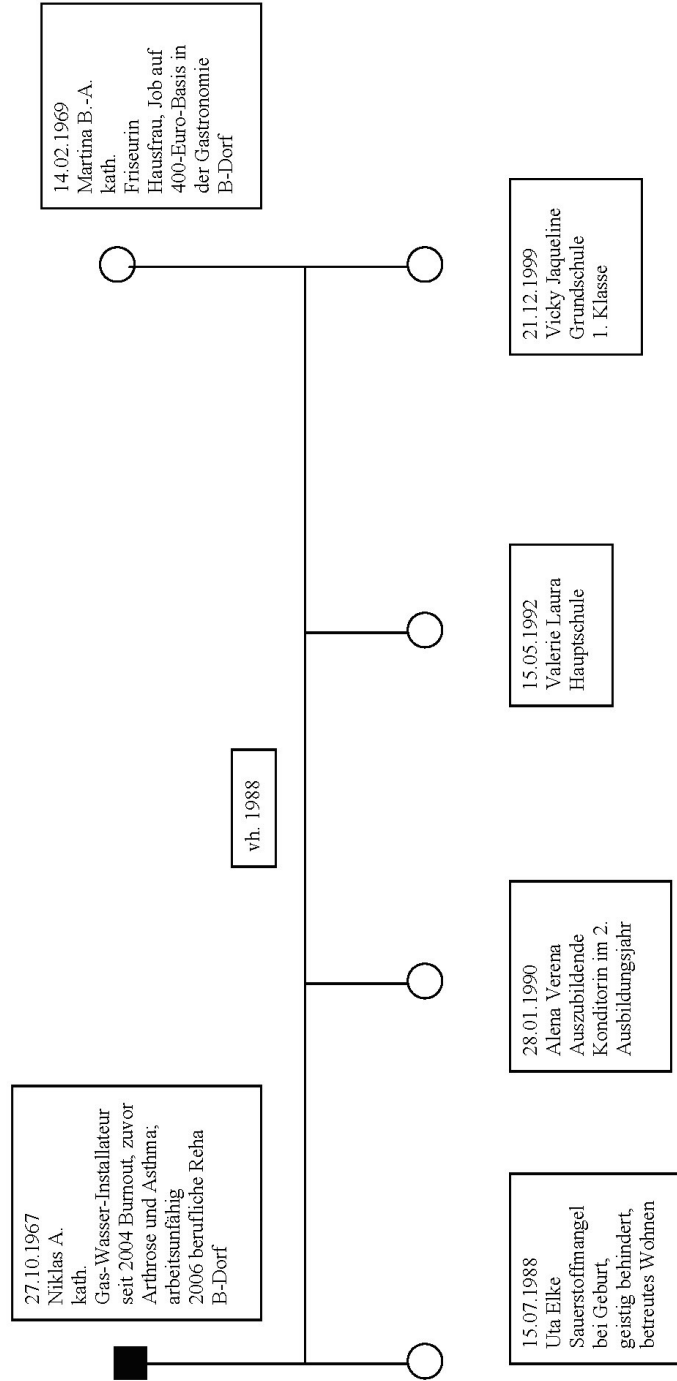 27.10.1967
Niklas A.
kath.
Gas-Wasser-Installateur
seit 2004 Burnout, zuvor
Arthrose und Asthma;
arbeitsunfähig
2006 berufliche Reha
B-Dorf
14.02.1969
Martina B.-A.
kath.
Friseurin
Hausfrau, Job auf
400-Euro-Basis in
der Gastronomie
B-Dorf
vh. 1988
15.07.1988
Uta Elke
Sauerstoffmangel
bei Geburt,
geistig behindert,
betreutes Wohnen
28.01.1990
Alena Verena
Auszubildende
Konditorin im 2.
Ausbildungsjahr
15.05.1992
Valerie Laura
Hauptschule
21.12.1999
Vicky Jaqueline
Grundschule
1. Klasse